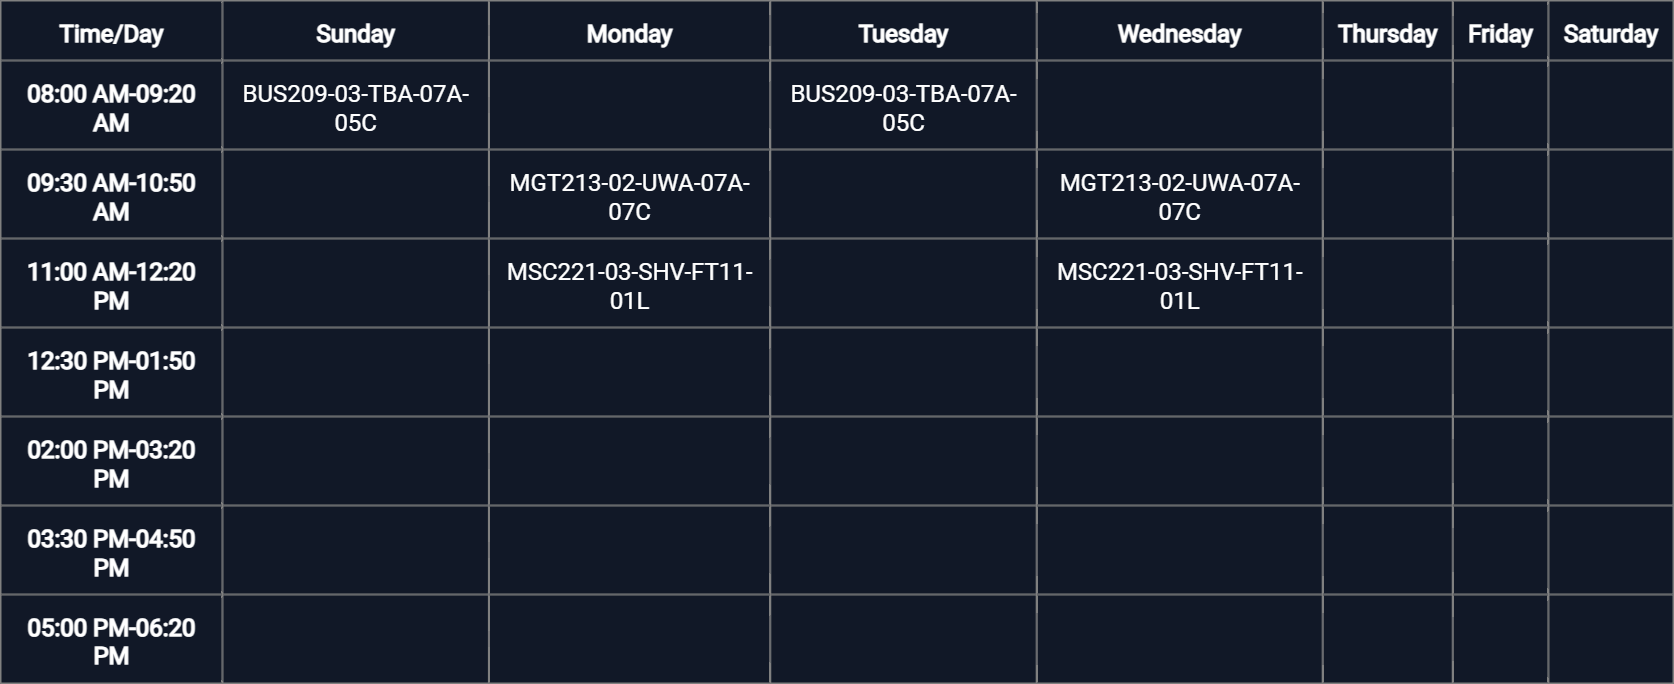 Time/Day Sunday Monday Tuesday Wednesday Thursday Friday Saturday
08:00 AM-09:20 BUS209-03-TBA-07A- BUS209-03-TBA-07A-
AM 05C 05C
09:30 AM-10:50 MGT213-02-UWA-07A- MGT213-02-UWA-07A-
AM 07C 07C
11:00 AM-12:20 MSC221-03-SHV-FT11- MSC221-03-SHV-FT11-
PM 01L 01L
12:30 PM-01:50
PM
02:00 PM-03:20
PM
03:30 PM-04:50
PM
05:00 PM-06:20
PM